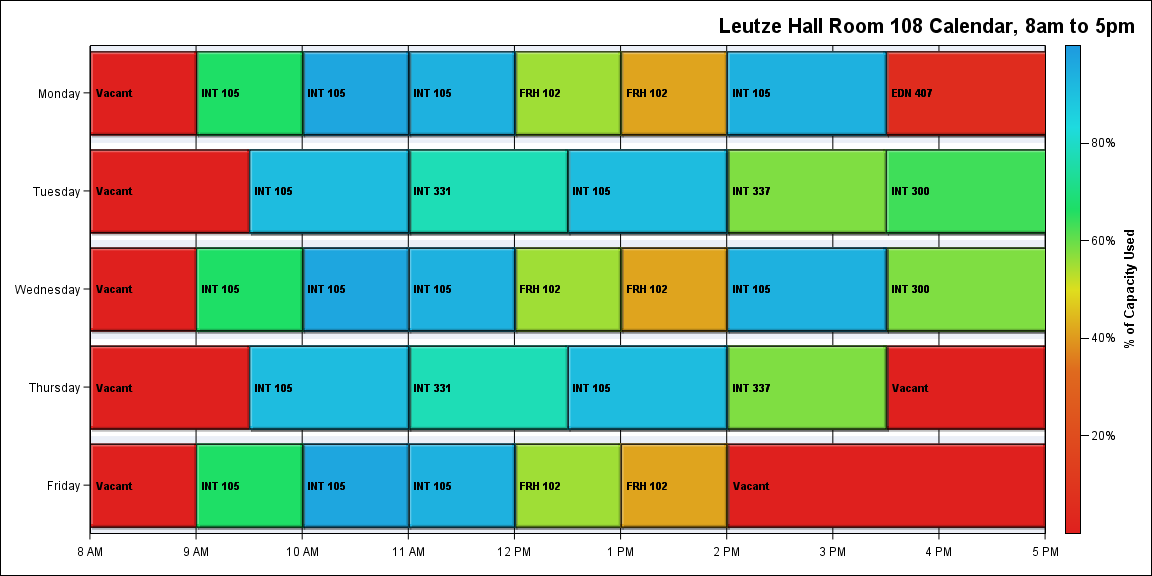 Leutze Hall Room 108 Calendar, 8am to 5pm
Monday
Vacant
INT 105
INT 105
INT 105
FRH 102
FRH 102
INT 105
EDN 407
Tuesday
Vacant
INT 105
INT 331
INT 105
INT 337
INT 300
Wednesday
Vacant
INT 105
INT 105
INT 105
FRH 102
FRH 102
INT 105
INT 300
Thursday
Vacant
INT 105
INT 331
INT 105
INT 337
Vacant
Friday
Vacant
INT 105
INT 105
INT 105
FRH 102
FRH 102
Vacant
8 AM
9 AM
10 AM
11 AM
12 PM
1 PM
2 PM
3 PM
4 PM
5 PM
80%
60%
40%
20%
% of Capacity Used